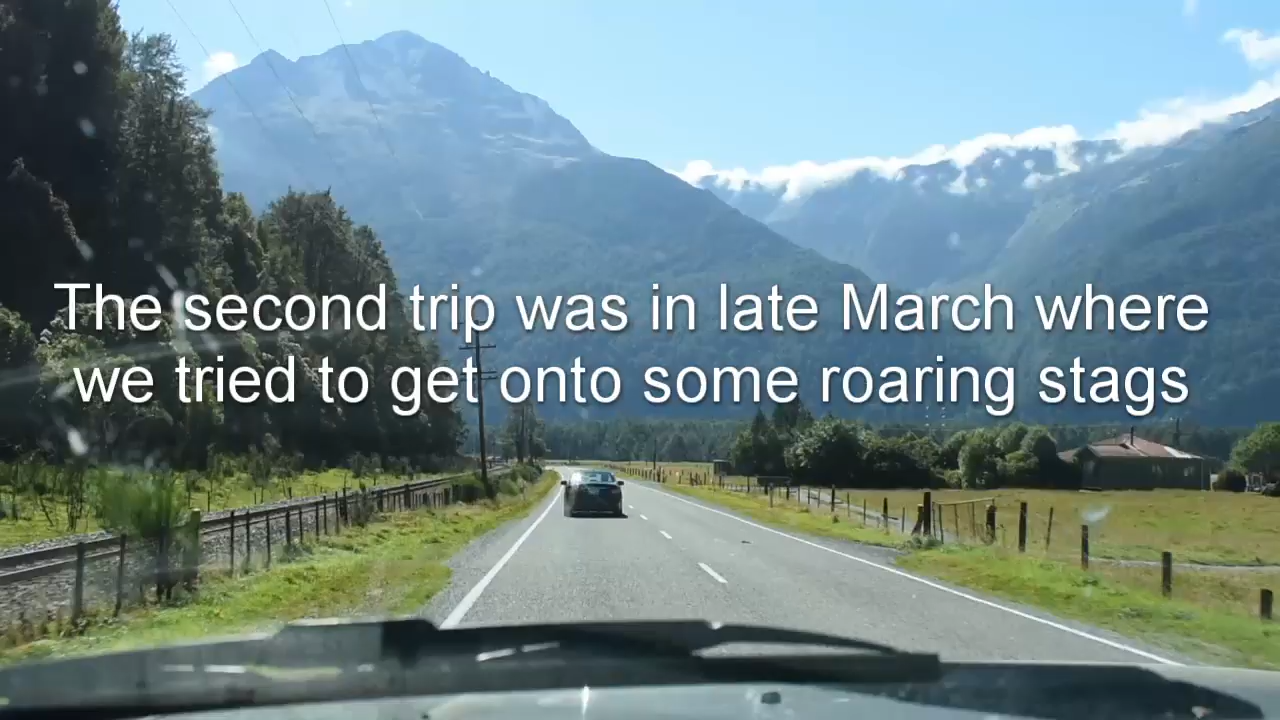 The second trip was in late March where
we tried to get onto some roaring stags